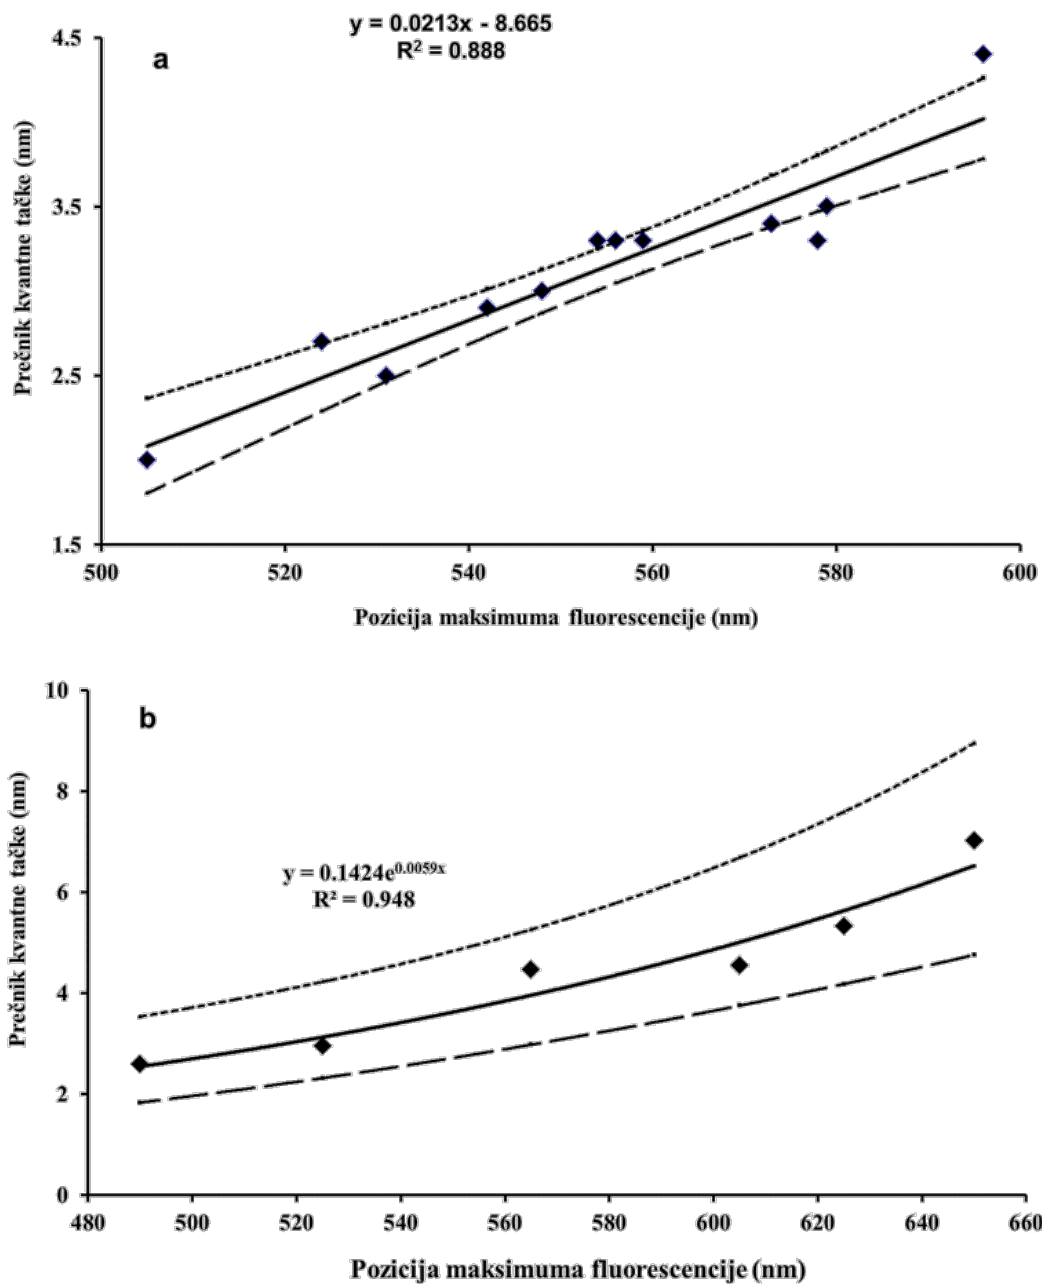 y = 0.0213x - 8.665
R² = 0.888
a
Prečnik kvantne tačke (nm)
4.5
3.5
2.5
1.5
500 520 540 560 580 600
Pozicija maksimuma fluorescencije (nm)
b
y = 0.1424e^0.0059x
R² = 0.948
Prečnik kvantne tačke (nm)
10
8
6
4
2
0
480 500 520 540 560 580 600 620 640 660
Pozicija maksimuma fluorescencije (nm)